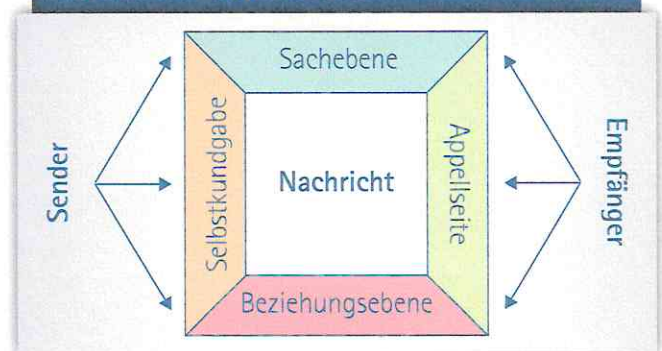 Sachebene
Sender
Selbstkundgabe
Nachricht
Appellseite
Empfänger
Beziehungsebene